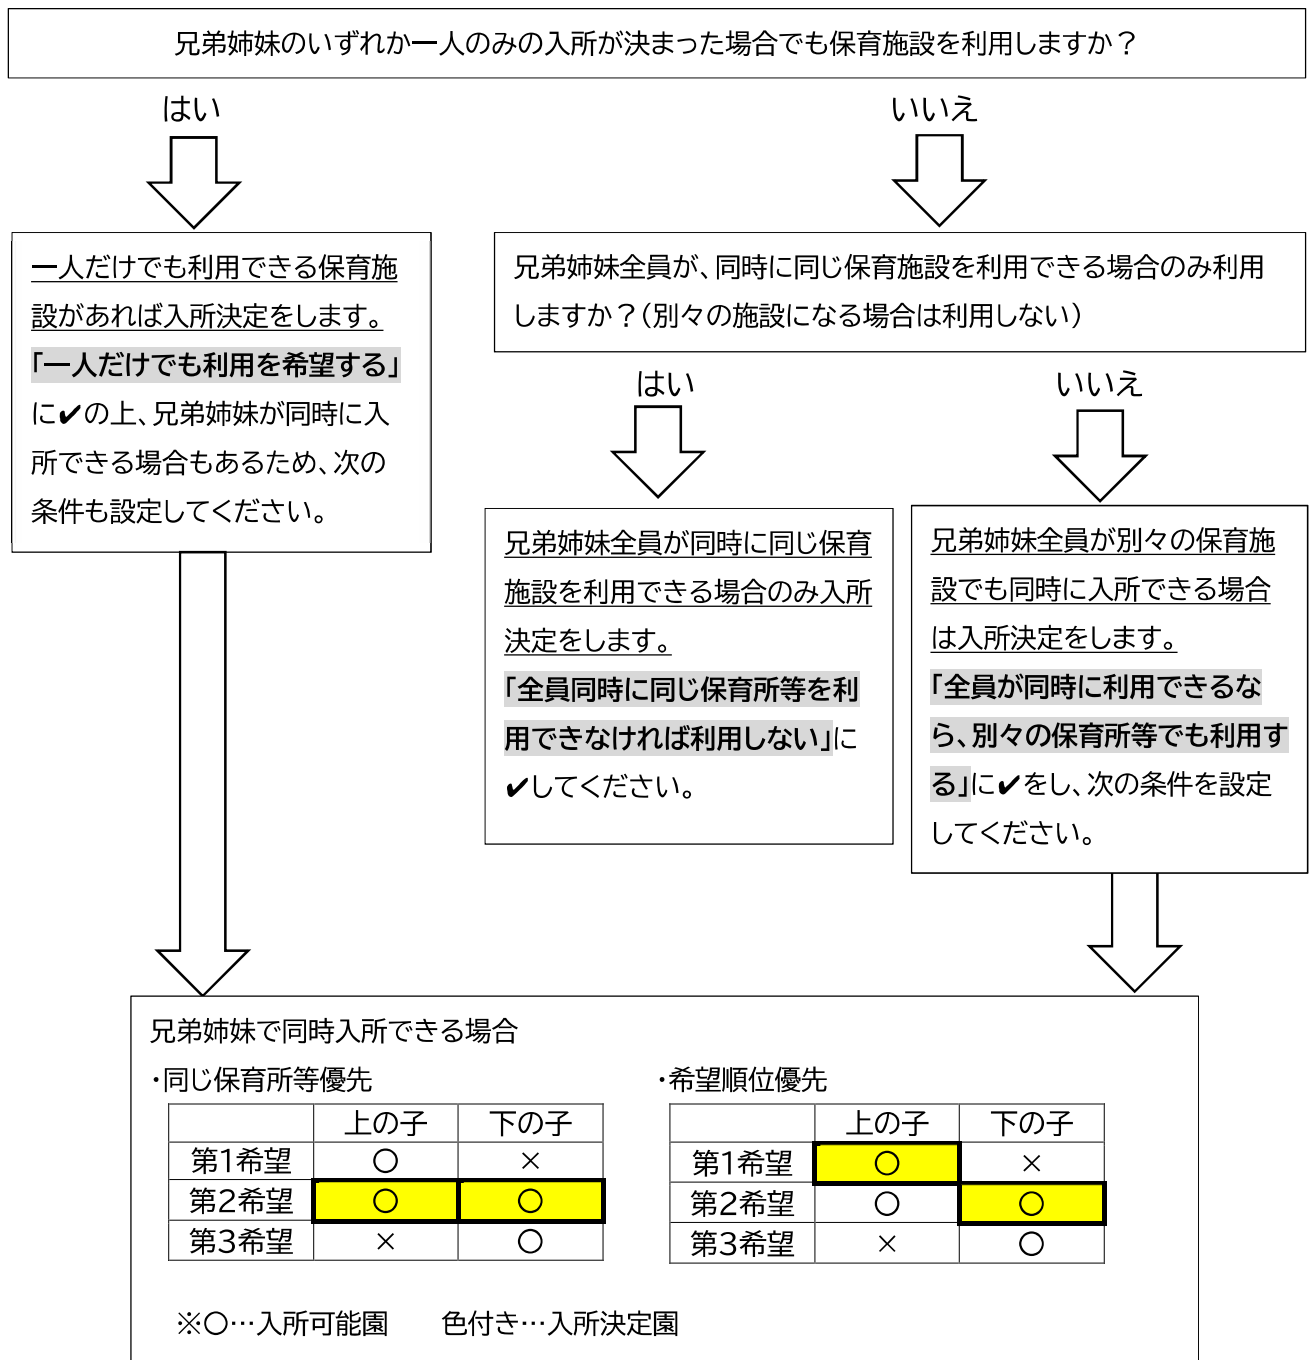 兄弟姉妹のいずれか一人のみの入所が決まった場合でも保育施設を利用しますか？
はい
いいえ
一人だけでも利用できる保育施
設があれば入所決定をします。
「一人だけでも利用を希望する」
に✔の上、兄弟姉妹が同時に入
所できる場合もあるため、次の
条件も設定してください。
兄弟姉妹全員が、同時に同じ保育施設を利用できる場合のみ利用
しますか？（別々の施設になる場合は利用しない）
はい
いいえ
兄弟姉妹全員が同時に同じ保育
施設を利用できる場合のみ入所
決定をします。
「全員同時に同じ保育所等を利
用できなければ利用しない」に
✔してください。
兄弟姉妹全員が別々の保育施
設でも同時に入所できる場合
は入所決定をします。
「全員が同時に利用できるな
ら、別々の保育所等でも利用す
る」に✔をし、次の条件を設定
してください。
兄弟姉妹で同時入所できる場合
・同じ保育所等優先
上の子 下の子
第1希望 〇 ×
第2希望 〇 〇
第3希望 × 〇
・希望順位優先
上の子 下の子
第1希望 〇 ×
第2希望 〇 〇
第3希望 × 〇
※〇…入所可能園 色付き…入所決定園